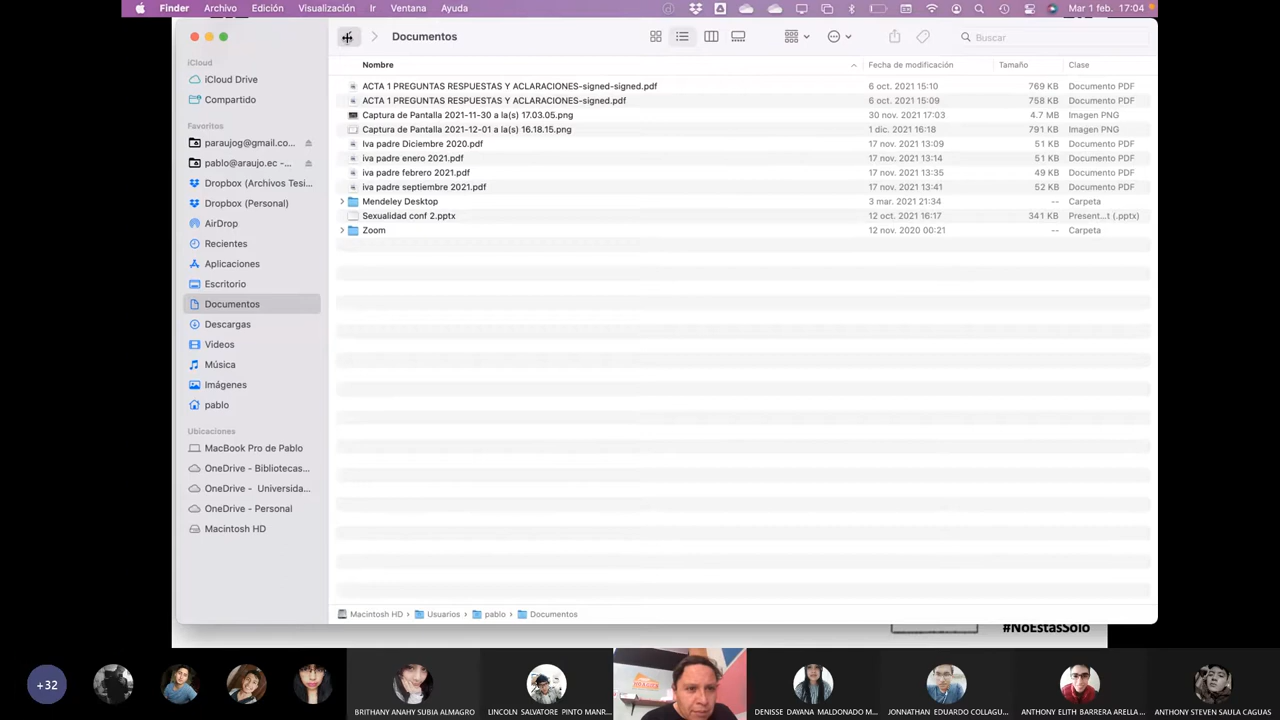 Finder Archivo Edición Visualización Ir Ventana Ayuda Mar 1 feb. 17:04
Documentos Buscar
iCloud
iCloud Drive
Compartido
Favoritos
paraujog@gmail.co...
pablo@araujo.ec -...
Dropbox (Archivos Tesi...
Dropbox (Personal)
AirDrop
Recientes
Aplicaciones
Escritorio
Documentos
Descargas
Videos
Música
Imágenes
pablo
Ubicaciones
MacBook Pro de Pablo
OneDrive - Bibliotecas...
OneDrive - Universida...
OneDrive - Personal
Macintosh HD
Nombre Fecha de modificación Tamaño Clase
ACTA 1 PREGUNTAS RESPUESTAS Y ACLARACIONES-signed-signed.pdf 6 oct. 2021 15:10 769 KB Documento PDF
ACTA 1 PREGUNTAS RESPUESTAS Y ACLARACIONES-signed.pdf 6 oct. 2021 15:09 758 KB Documento PDF
Captura de Pantalla 2021-11-30 a la(s) 17.03.05.png 30 nov. 2021 17:03 4.7 MB Imagen PNG
Captura de Pantalla 2021-12-01 a la(s) 16.18.15.png 1 dic. 2021 16:18 791 KB Imagen PNG
Iva padre Diciembre 2020.pdf 17 nov. 2021 13:09 51 KB Documento PDF
iva padre enero 2021.pdf 17 nov. 2021 13:14 51 KB Documento PDF
iva padre febrero 2021.pdf 17 nov. 2021 13:35 49 KB Documento PDF
iva padre septiembre 2021.pdf 17 nov. 2021 13:41 52 KB Documento PDF
Mendeley Desktop 3 mar. 2021 21:34 -- Carpeta
Sexualidad conf 2.pptx 12 oct. 2021 16:17 341 KB Present...t (.pptx)
Zoom 12 nov. 2020 00:21 -- Carpeta
Macintosh HD › Usuarios › pablo › Documentos
#NoEstasSolo
+32
BRITHANY ANAHY SUBIA ALMAGRO
LINCOLN SALVATORE PINTO MANR...
DENISSE DAYANA MALDONADO M...
JONNATHAN EDUARDO COLLAGU...
ANTHONY ELITH BARRERA ARELLA...
ANTHONY STEVEN SAULA CAGUAS